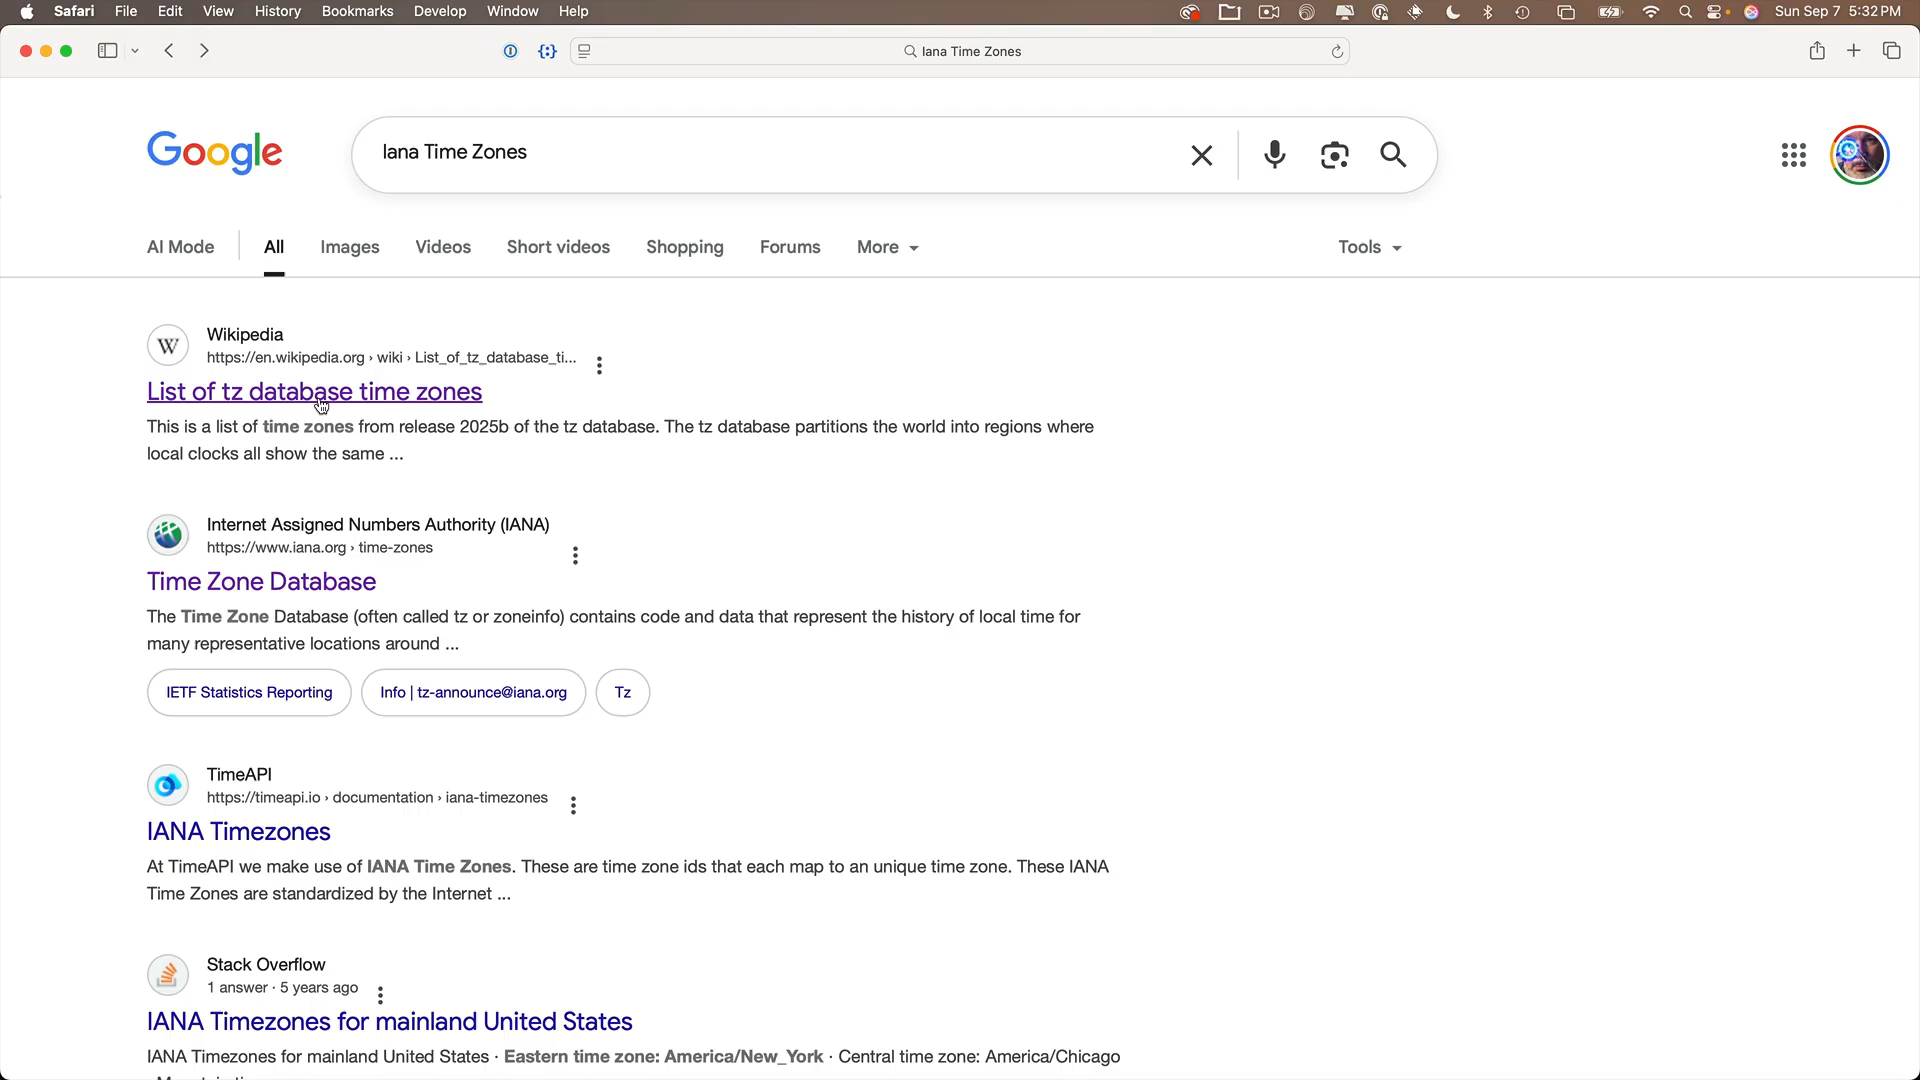 Safari File Edit View History Bookmarks Develop Window Help Sun Sep 7 5:32 PM
Iana Time Zones
Google
Iana Time Zones
AI Mode All Images Videos Short videos Shopping Forums More Tools
W
Wikipedia
https://en.wikipedia.org › wiki › List_of_tz_database_ti...
List of tz database time zones
This is a list of time zones from release 2025b of the tz database. The tz database partitions the world into regions where
local clocks all show the same ...
Internet Assigned Numbers Authority (IANA)
https://www.iana.org › time-zones
Time Zone Database
The Time Zone Database (often called tz or zoneinfo) contains code and data that represent the history of local time for
many representative locations around ...
IETF Statistics Reporting Info | tz-announce@iana.org Tz
TimeAPI
https://timeapi.io › documentation › iana-timezones
IANA Timezones
At TimeAPI we make use of IANA Time Zones. These are time zone ids that each map to an unique time zone. These IANA
Time Zones are standardized by the Internet ...
Stack Overflow
1 answer · 5 years ago
IANA Timezones for mainland United States
IANA Timezones for mainland United States · Eastern time zone: America/New_York · Central time zone: America/Chicago